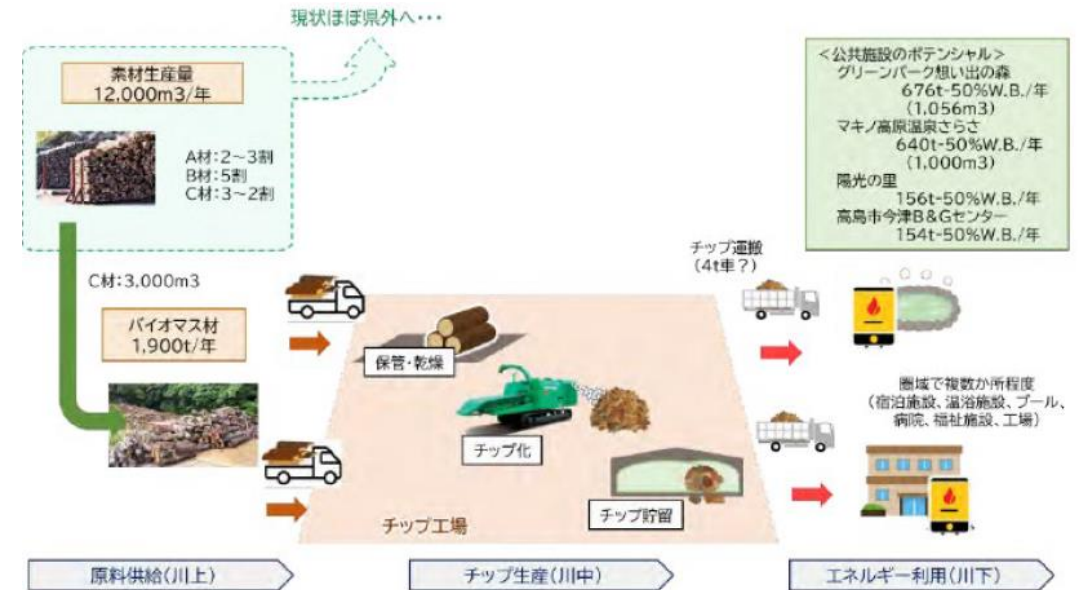 現状ほぼ県外へ・・・
素材生産量
12,000m3/年
A材:2~3割
B材:5割
C材:3~2割
C材:3,000m3
バイオマス材
1,900t/年
保管・乾燥
チップ化
チップ貯留
チップ工場
チップ運搬
(4t車?)
<公共施設のポテンシャル>
グリーンパーク想い出の森
676t-50%W.B./年
(1,056m3)
マキノ高原温泉さらさ
640t-50%W.B./年
(1,000m3)
陽光の里
156t-50%W.B./年
高島市今津B&Gセンター
154t-50%W.B./年
圏域で複数か所程度
(宿泊施設、温浴施設、プール、
病院、福祉施設、工場)
原料供給(川上)
チップ生産(川中)
エネルギー利用(川下)